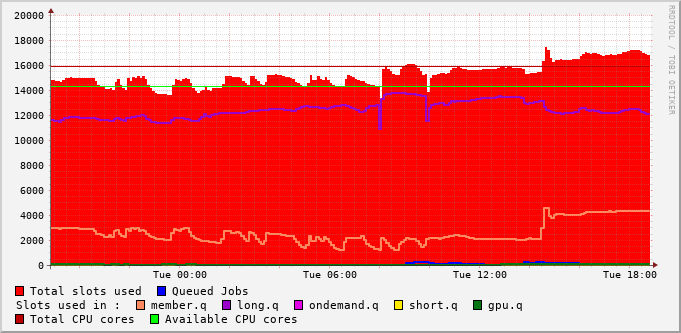 20000
18000
16000
14000
12000
10000
8000
6000
4000
2000
0
Tue 00:00 Tue 06:00 Tue 12:00 Tue 18:00
RRDTOOL / TOBI OETIKER
Total slots used Queued Jobs
Slots used in : member.q long.q ondemand.q short.q gpu.q
Total CPU cores Available CPU cores